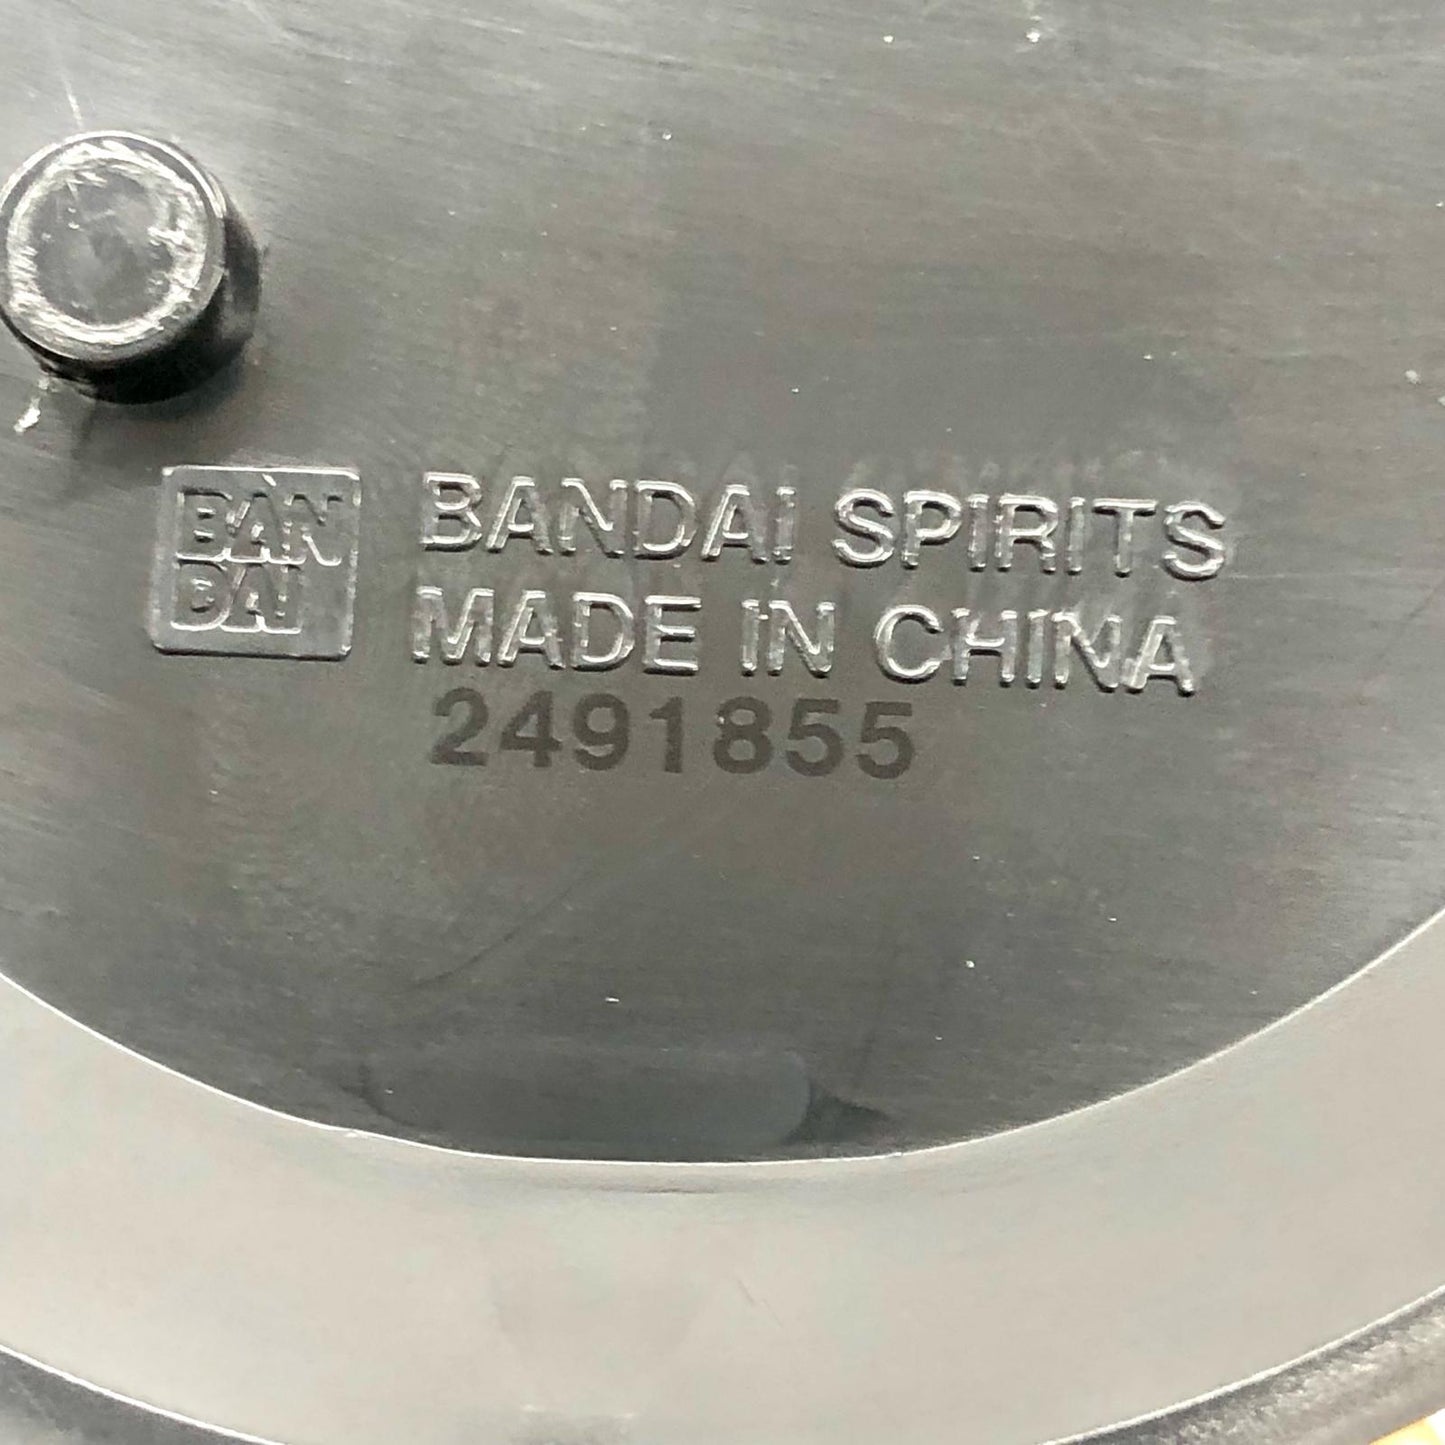 BAN
DAI
BANDAI SPIRITS
MADE IN CHINA
2491855